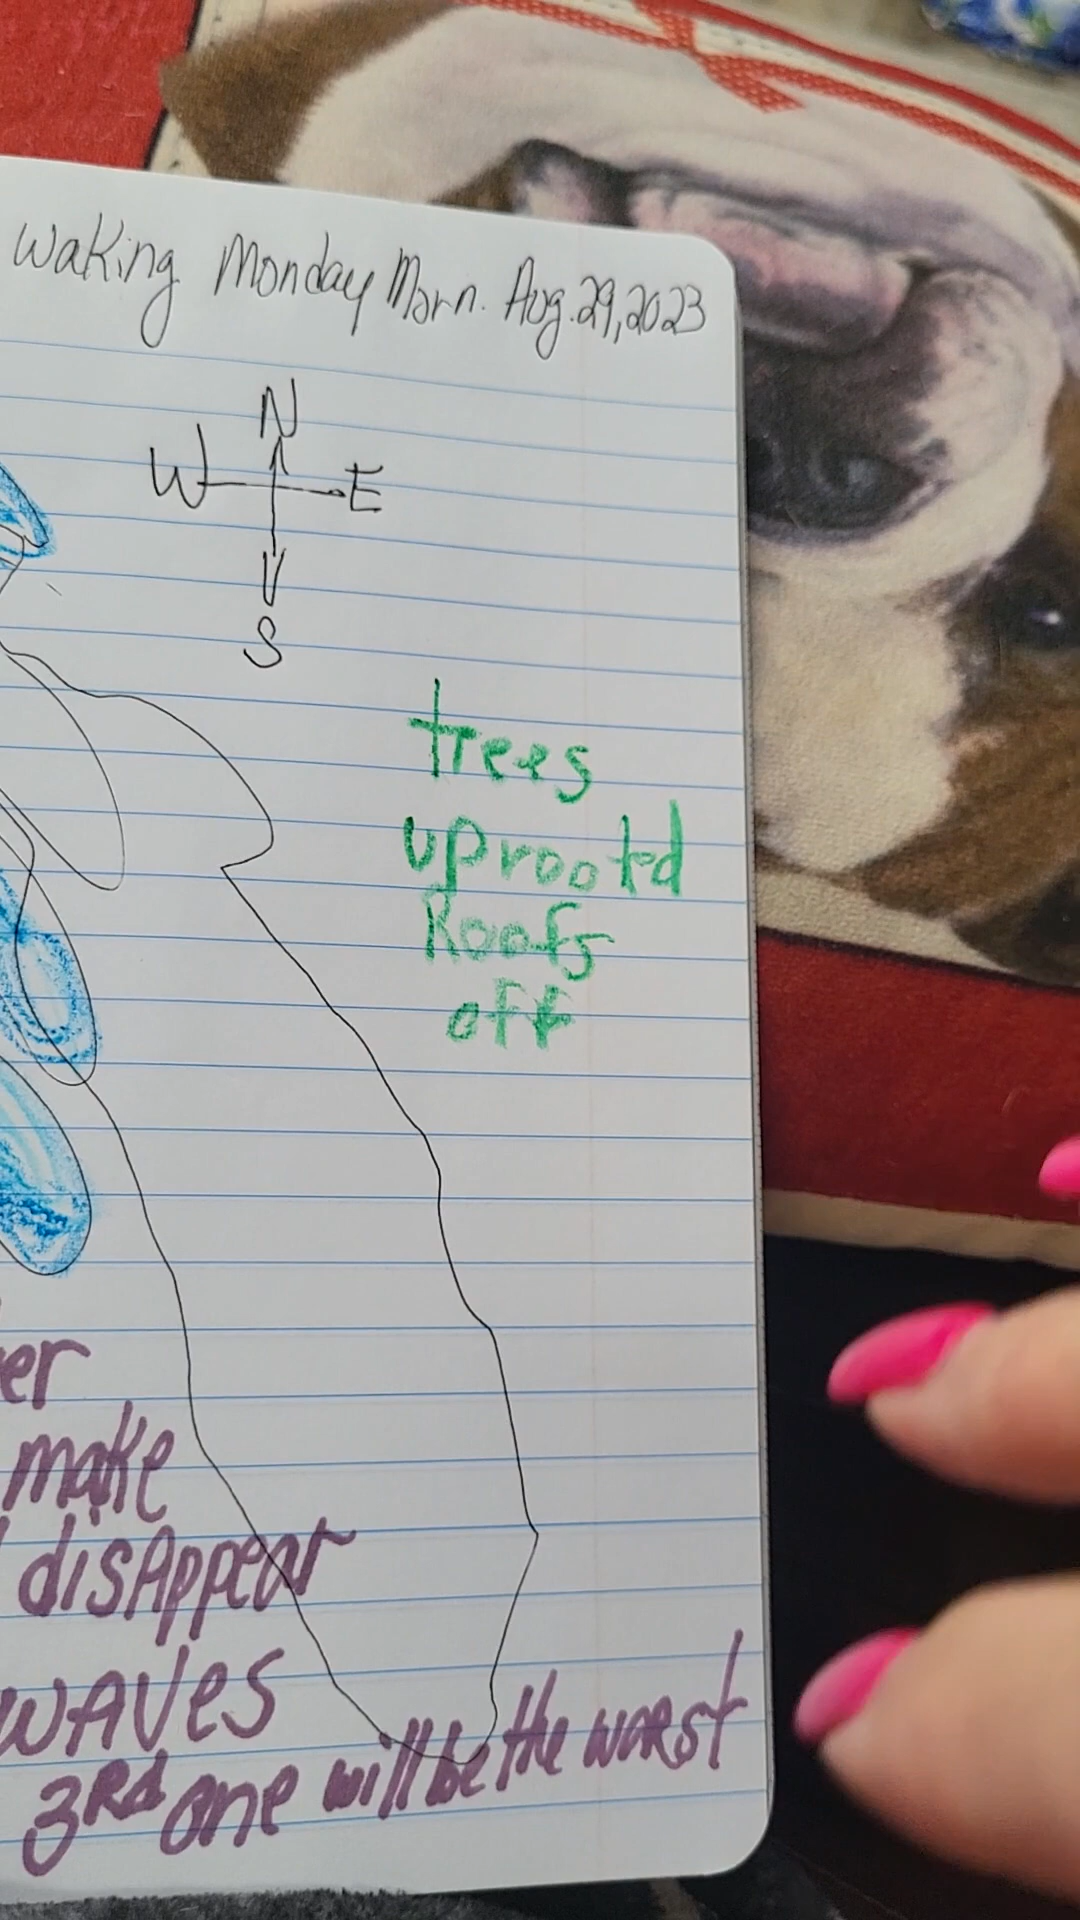 Waking Monday Morn. Aug. 29, 2023
N
W E
S
trees
uprooted
Roofs
off
er
make
disAppear
WAVES
3Rd one will be the worst